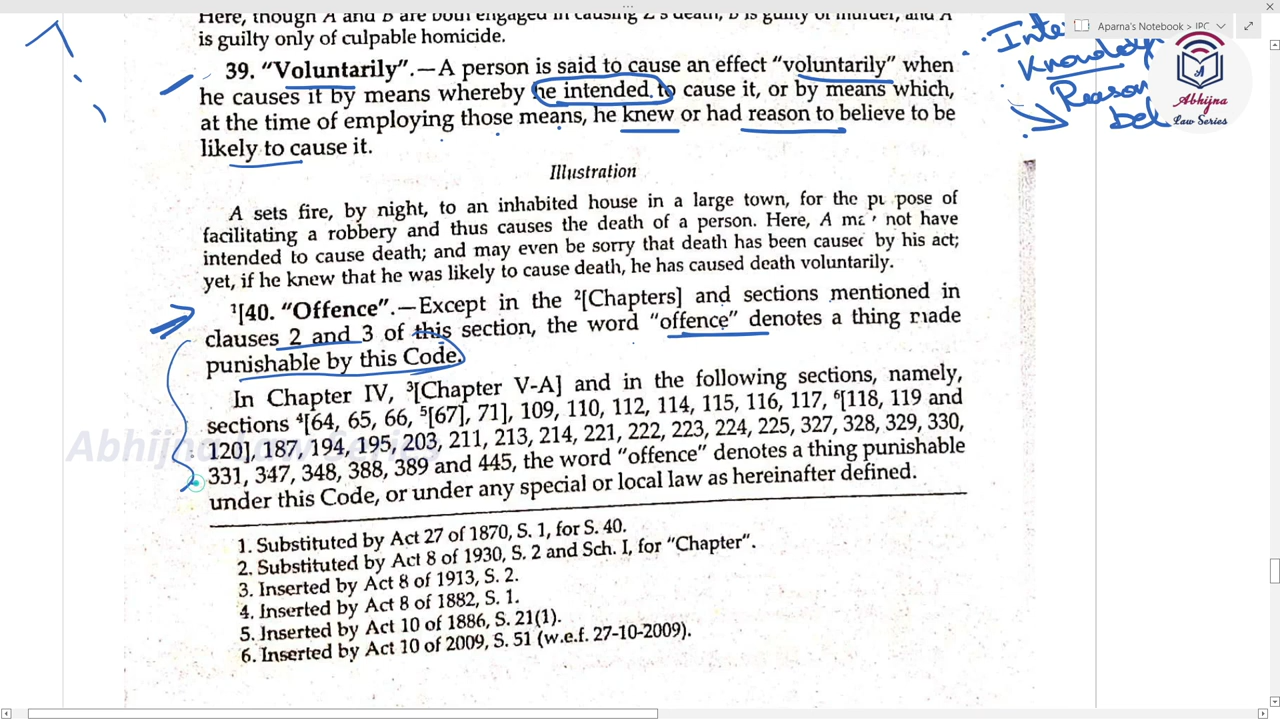 Here, though A and B are both engaged in causing Z's death, B is guilty of murder, and A
is guilty only of culpable homicide.
Aparna's Notebook > IPC
39. "Voluntarily".—A person is said to cause an effect "voluntarily" when
he causes it by means whereby he intended to cause it, or by means which,
at the time of employing those means, he knew or had reason to believe to be
likely to cause it.
Reason
Abhijna
Law Series
Illustration
A sets fire, by night, to an inhabited house in a large town, for the pu pose of
facilitating a robbery and thus causes the death of a person. Here, A ma not have
intended to cause death; and may even be sorry that death has been caused by his act;
yet, if he knew that he was likely to cause death, he has caused death voluntarily.
1[40. "Offence".—Except in the 2[Chapters] and sections mentioned in
clauses 2 and 3 of this section, the word "offence" denotes a thing made
punishable by this Code.
In Chapter IV, 3[Chapter V-A] and in the following sections, namely,
sections 4[64, 65, 66, 5[67], 71], 109, 110, 112, 114, 115, 116, 117, 6[118, 119 and
120], 187, 194, 195, 203, 211, 213, 214, 221, 222, 223, 224, 225, 327, 328, 329, 330,
331, 347, 348, 388, 389 and 445, the word "offence" denotes a thing punishable
under this Code, or under any special or local law as hereinafter defined.
Abhijna Law Series
1. Substituted by Act 27 of 1870, S. 1, for S. 40.
2. Substituted by Act 8 of 1930, S. 2 and Sch. I, for "Chapter".
3. Inserted by Act 8 of 1913, S. 2.
4. Inserted by Act 8 of 1882, S. 1.
5. Inserted by Act 10 of 1886, S. 21(1).
6. Inserted by Act 10 of 2009, S. 51 (w.e.f. 27-10-2009).